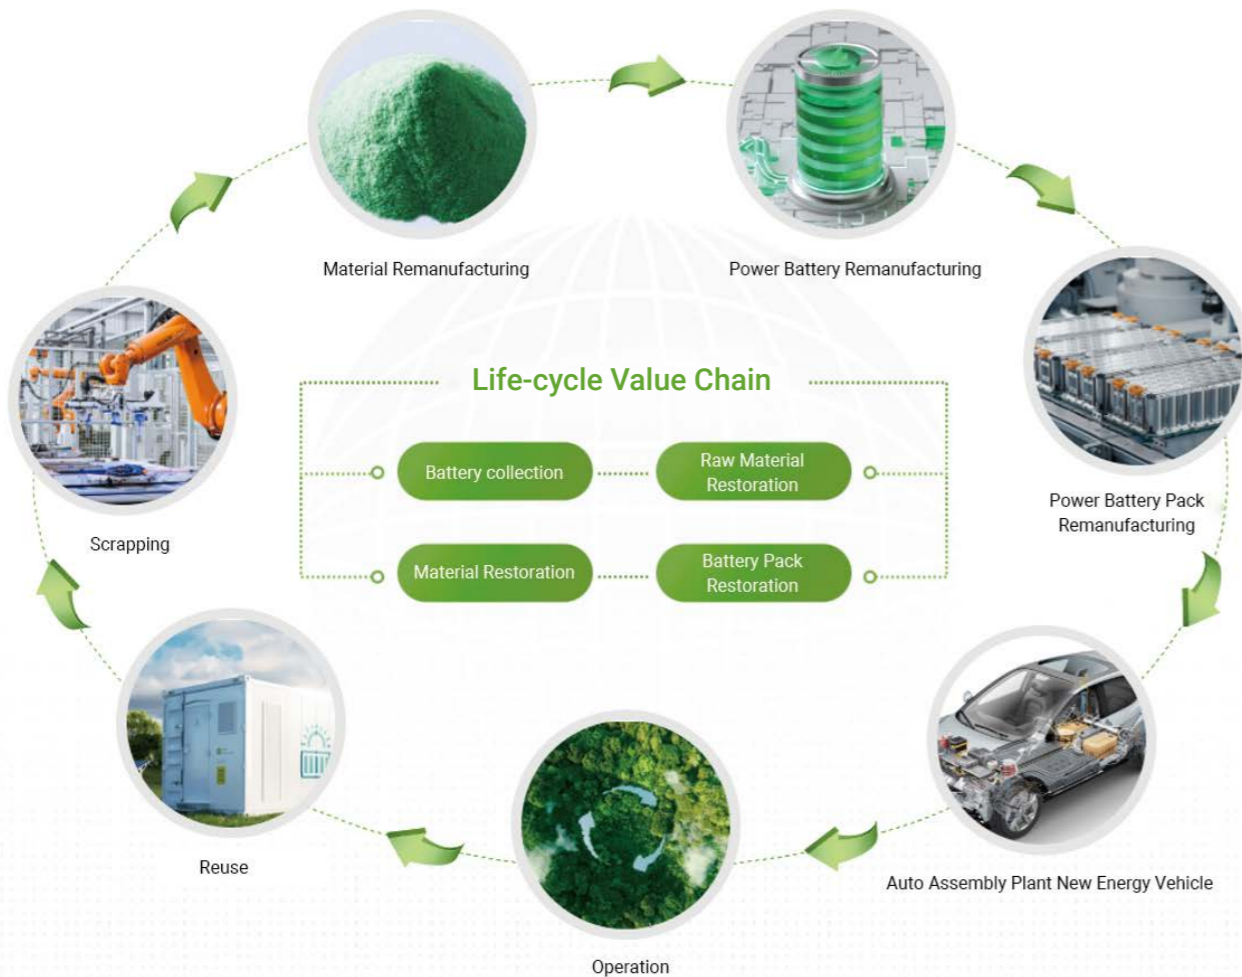 Material Remanufacturing
Power Battery Remanufacturing
Life-cycle Value Chain
Battery collection
Raw Material
Restoration
Power Battery Pack
Remanufacturing
Scrapping
Material Restoration
Battery Pack
Restoration
Reuse
Auto Assembly Plant New Energy Vehicle
Operation